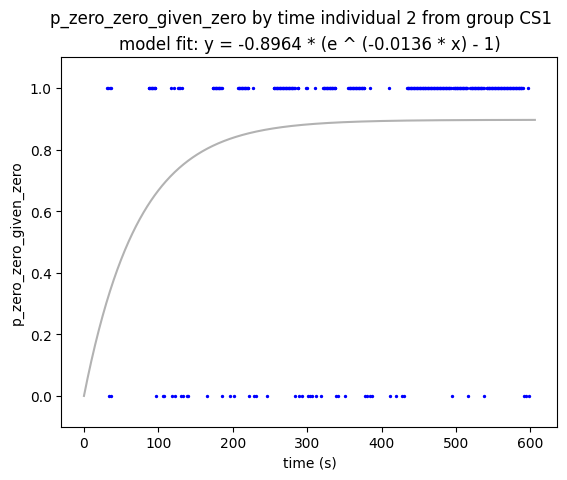 p_zero_zero_given_zero by time individual 2 from group CS1
model fit: y = -0.8964 * (e ^ (-0.0136 * x) - 1)
1.0
0.8
0.6
0.4
0.2
0.0
p_zero_zero_given_zero
0 100 200 300 400 500 600
time (s)